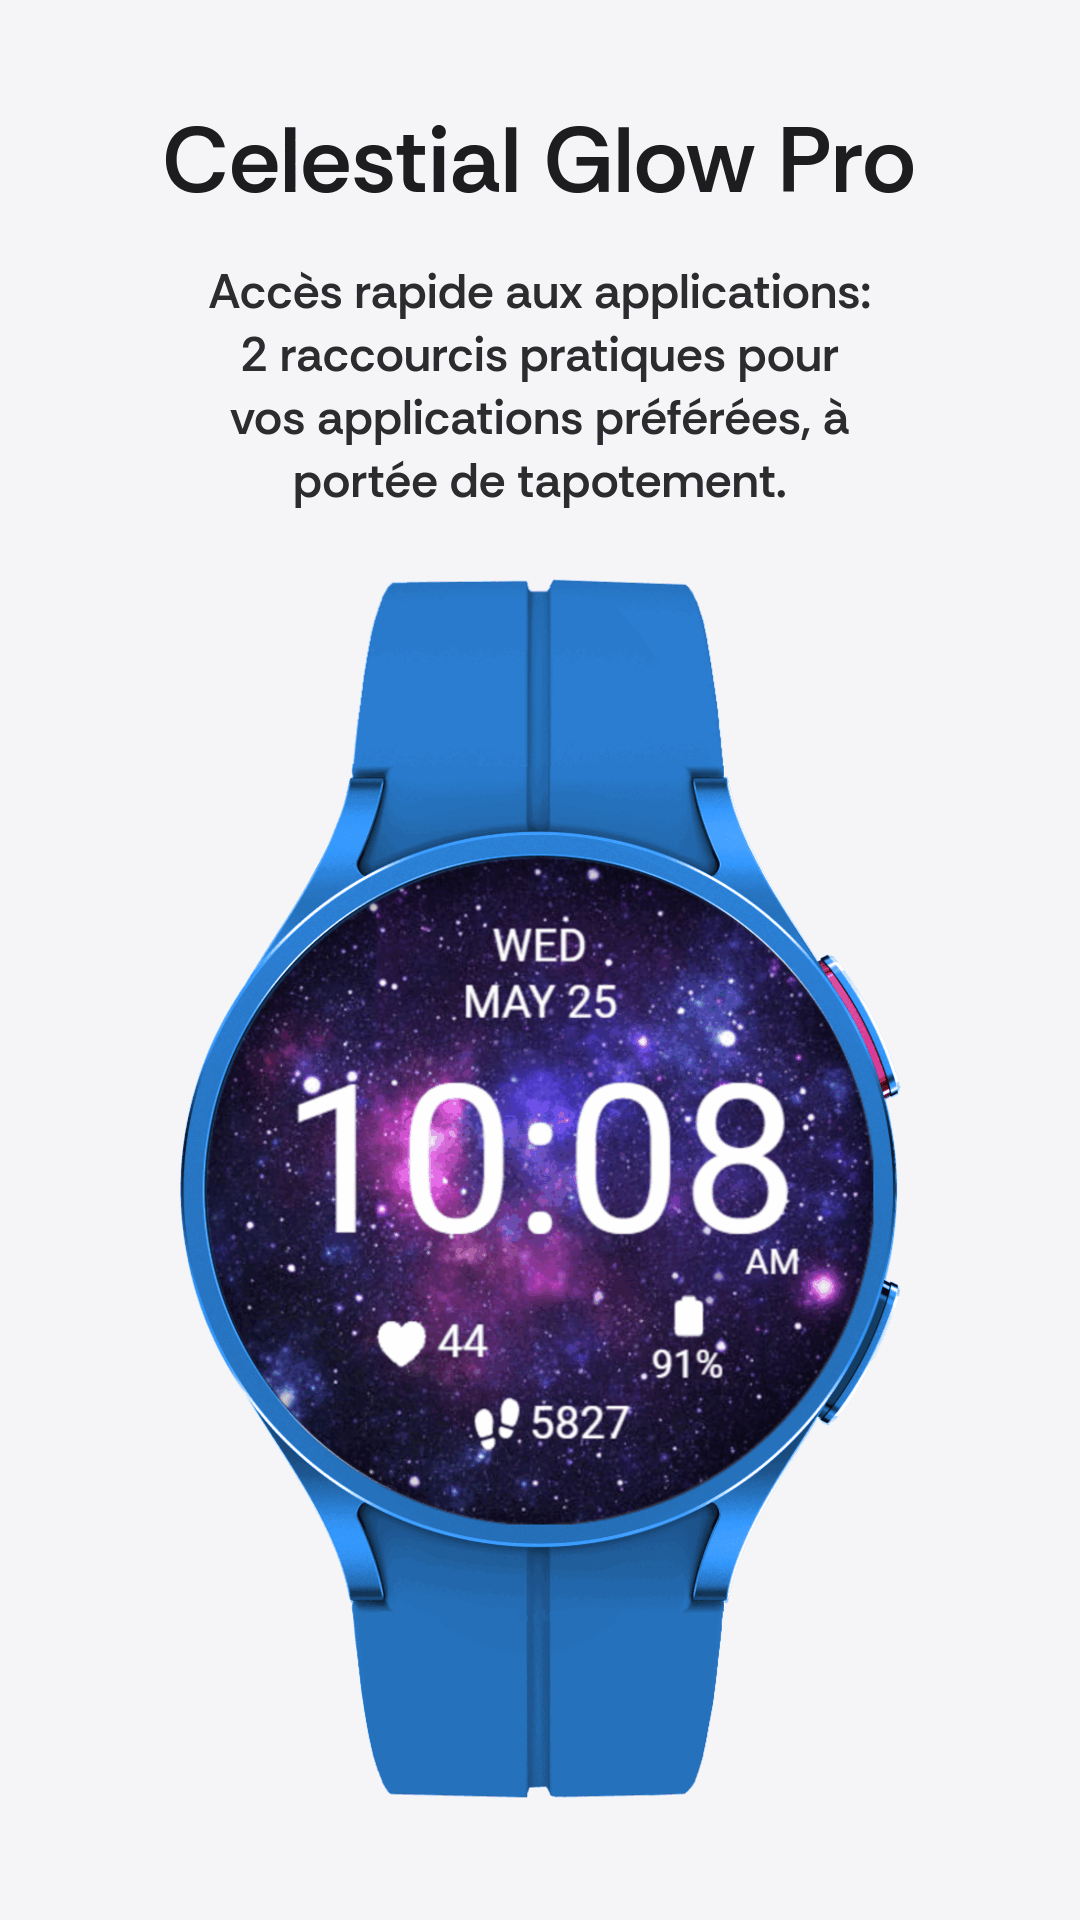 Celestial Glow Pro
Accès rapide aux applications:
2 raccourcis pratiques pour
vos applications préférées, à
portée de tapotement.
WED
MAY 25
10:08
AM
44
91%
5827